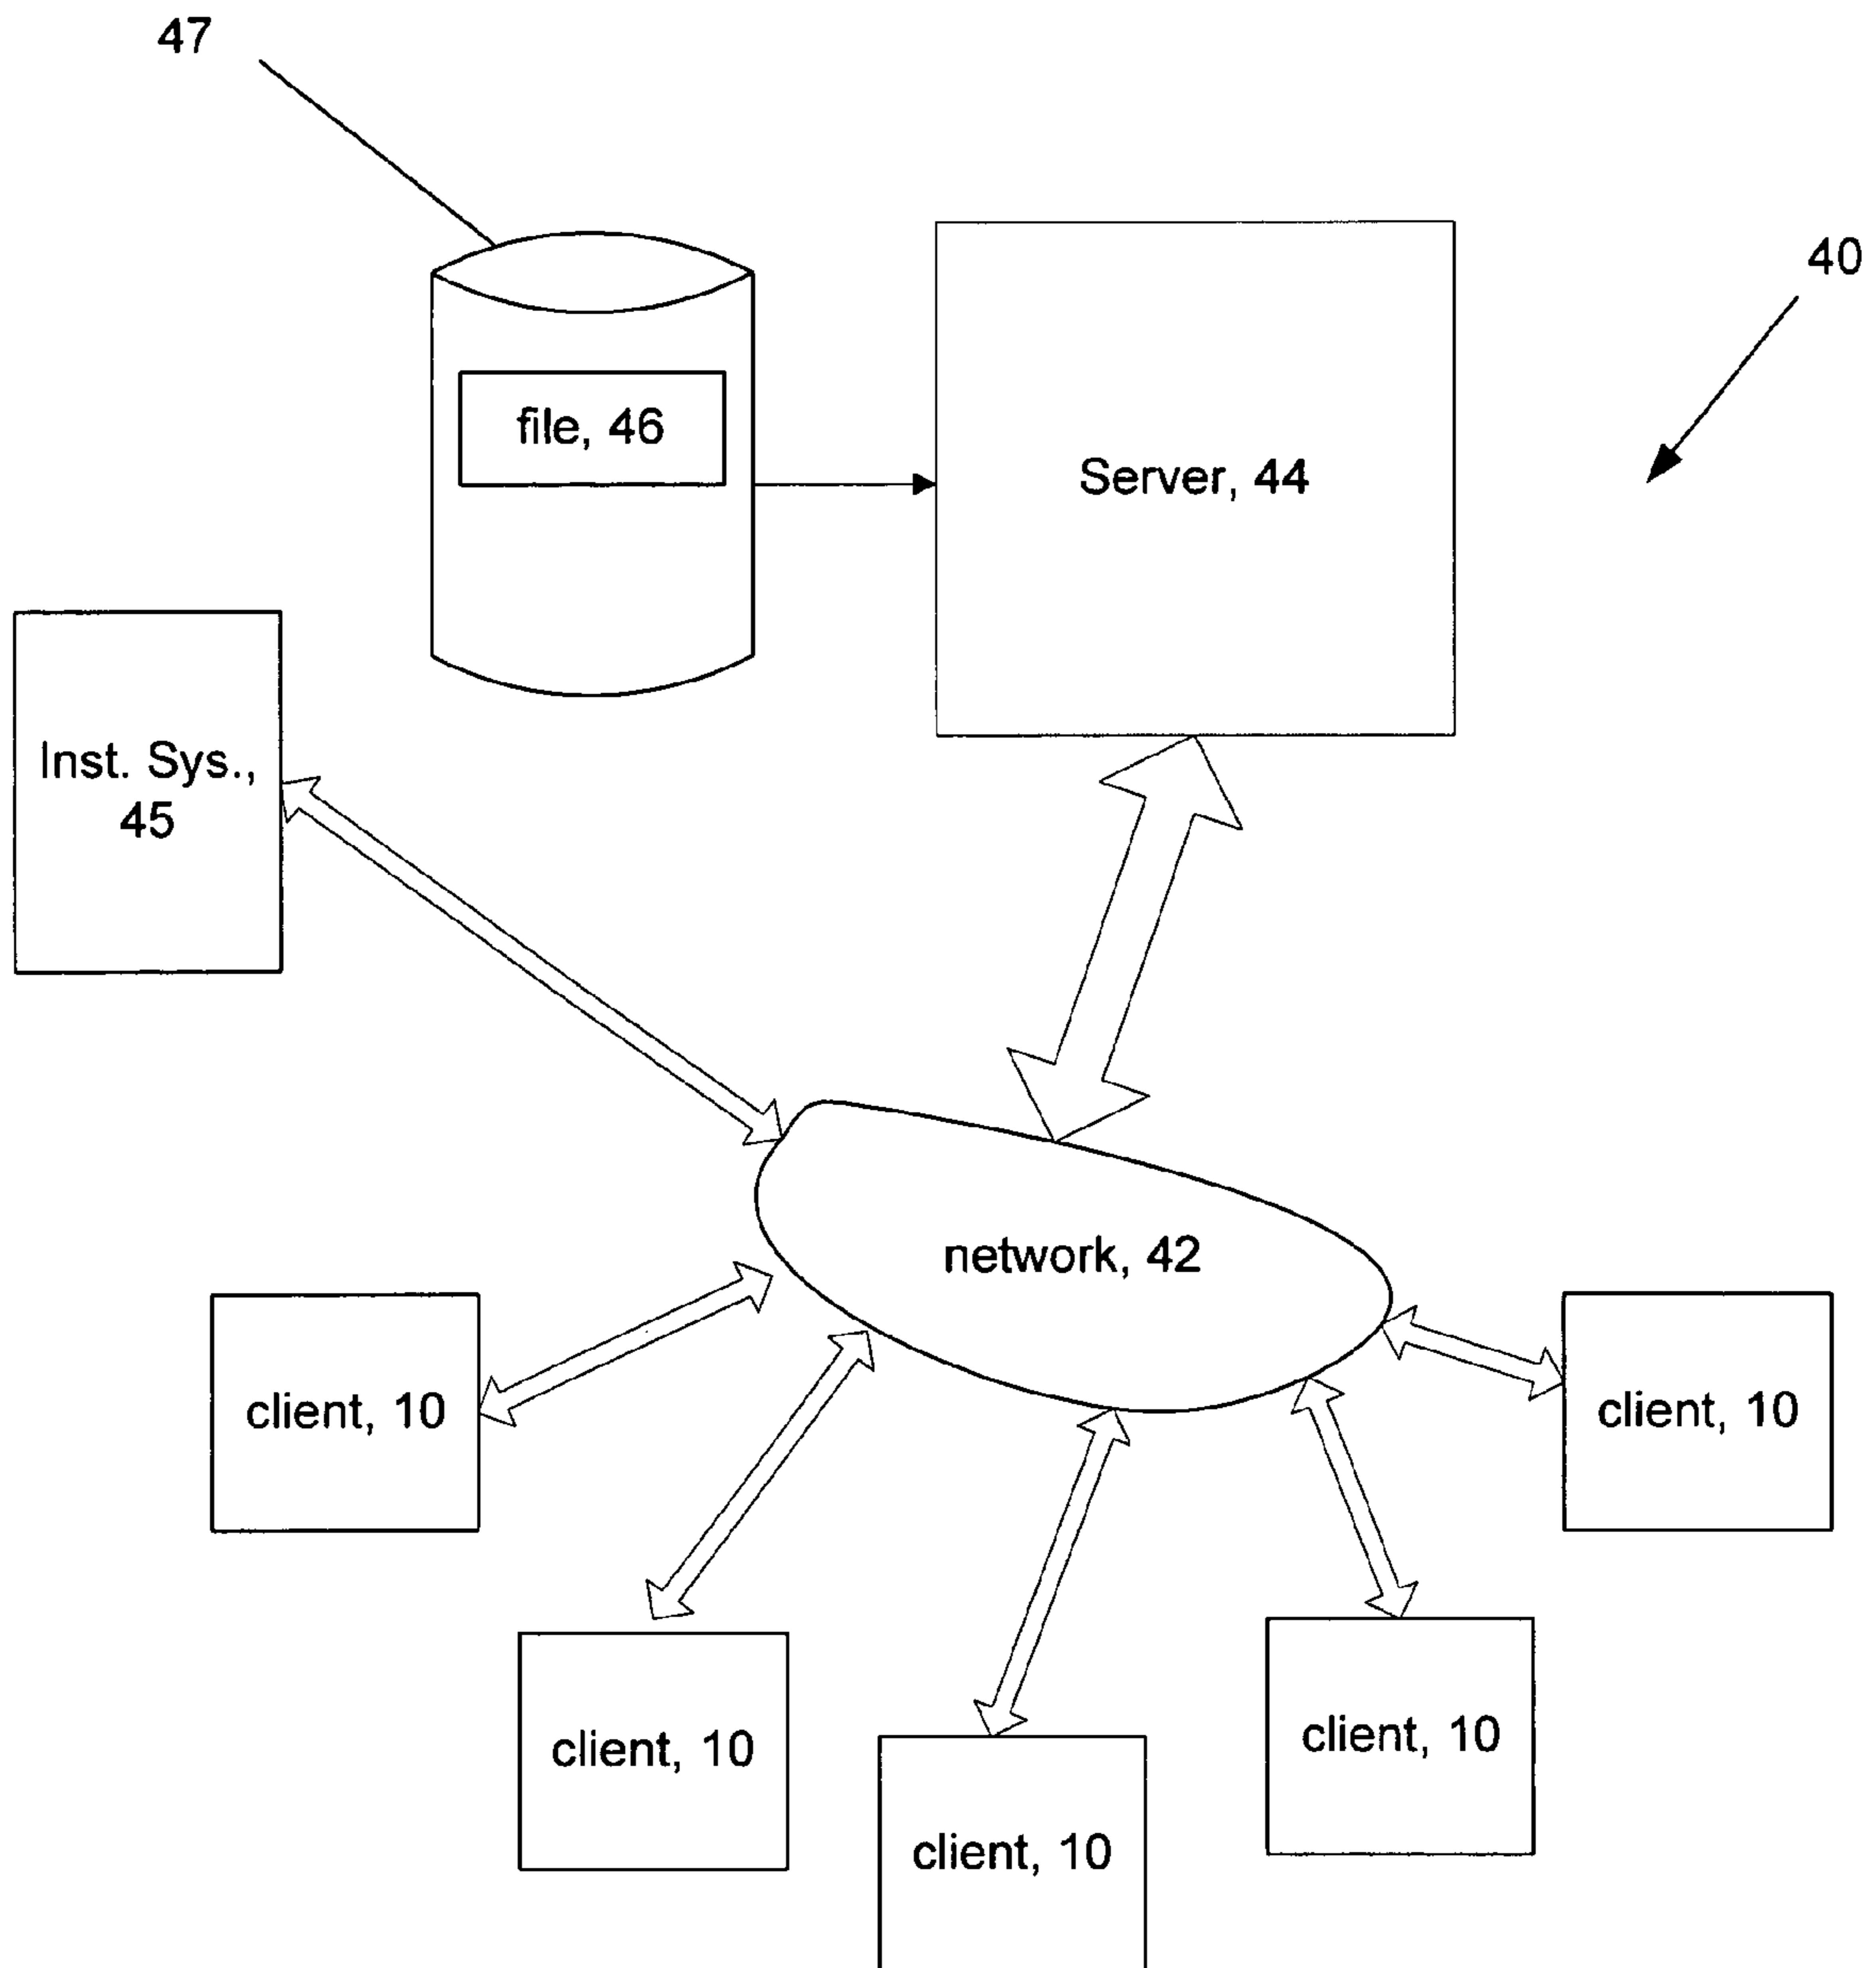 47
40
file, 46
Server, 44
Inst. Sys.,
45
network, 42
client, 10
client, 10
client, 10
client, 10
client, 10